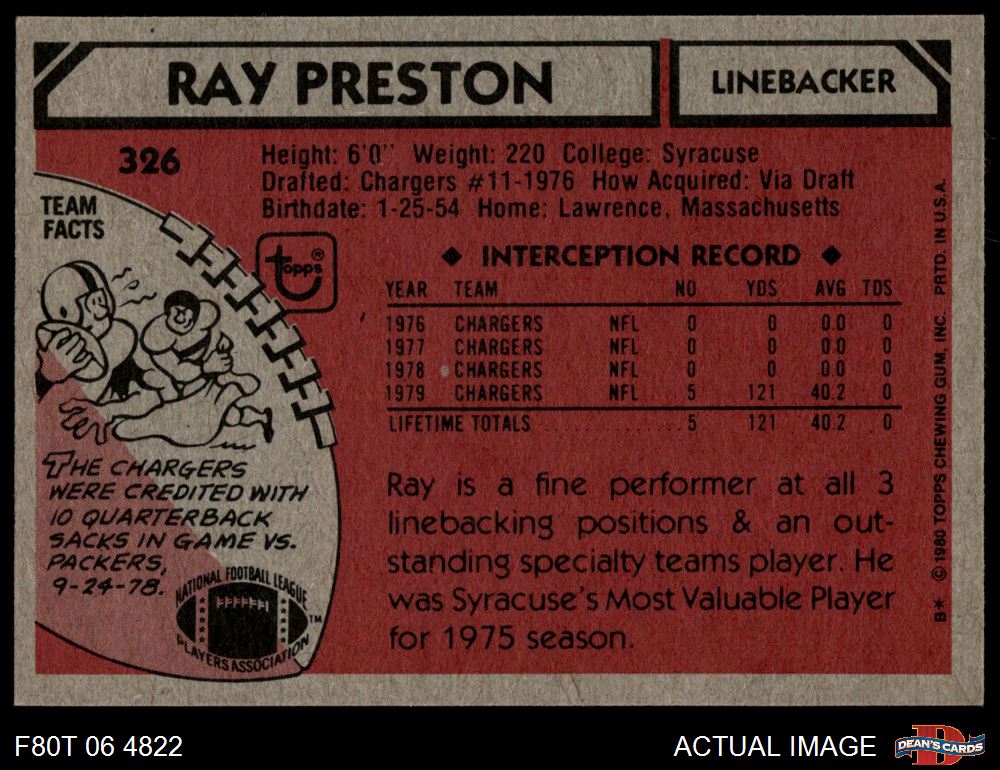 RAY PRESTON
LINEBACKER
326
Height: 6'0" Weight: 220 College: Syracuse
Drafted: Chargers #11-1976 How Acquired: Via Draft
Birthdate: 1-25-54 Home: Lawrence, Massachusetts
TEAM
FACTS
topps®
◆ INTERCEPTION RECORD ◆
YEAR TEAM NO YDS AVG TDS
1976 CHARGERS NFL 0 0 0.0 0
1977 CHARGERS NFL 0 0 0.0 0
1978 CHARGERS NFL 0 0 0.0 0
1979 CHARGERS NFL 5 121 40.2 0
LIFETIME TOTALS ..................5 121 40.2 0
THE CHARGERS
WERE CREDITED WITH
10 QUARTERBACK
SACKS IN GAME VS.
PACKERS,
9-24-78.
NATIONAL FOOTBALL LEAGUE
PLAYERS ASSOCIATION
TM
Ray is a fine performer at all 3
linebacking positions & an out-
standing specialty teams player. He
was Syracuse's Most Valuable Player
for 1975 season.
B* © 1980 TOPPS CHEWING GUM, INC. PRTD. IN U.S.A.
F80T 06 4822
ACTUAL IMAGE
D
DEAN'S CARDS